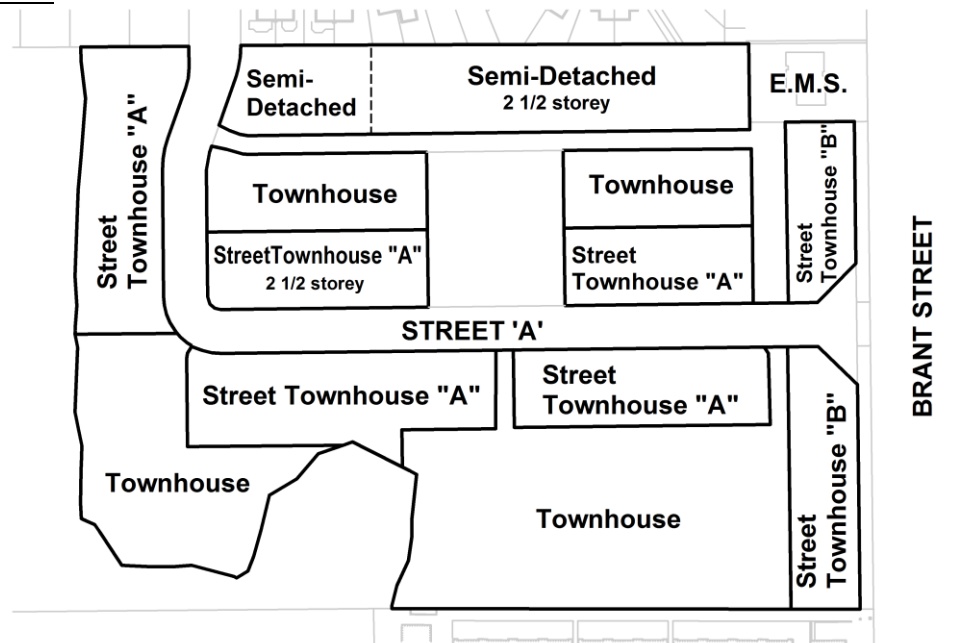 Semi-
Detached
Semi-Detached
2 1/2 storey
E.M.S.
Street
Townhouse "A"
Townhouse
StreetTownhouse "A"
2 1/2 storey
Townhouse
Street
Townhouse "A"
Street
Townhouse "B"
STREET 'A'
BRANT STREET
Street Townhouse "A"
Street
Townhouse "A"
Townhouse
Townhouse
Street
Townhouse "B"